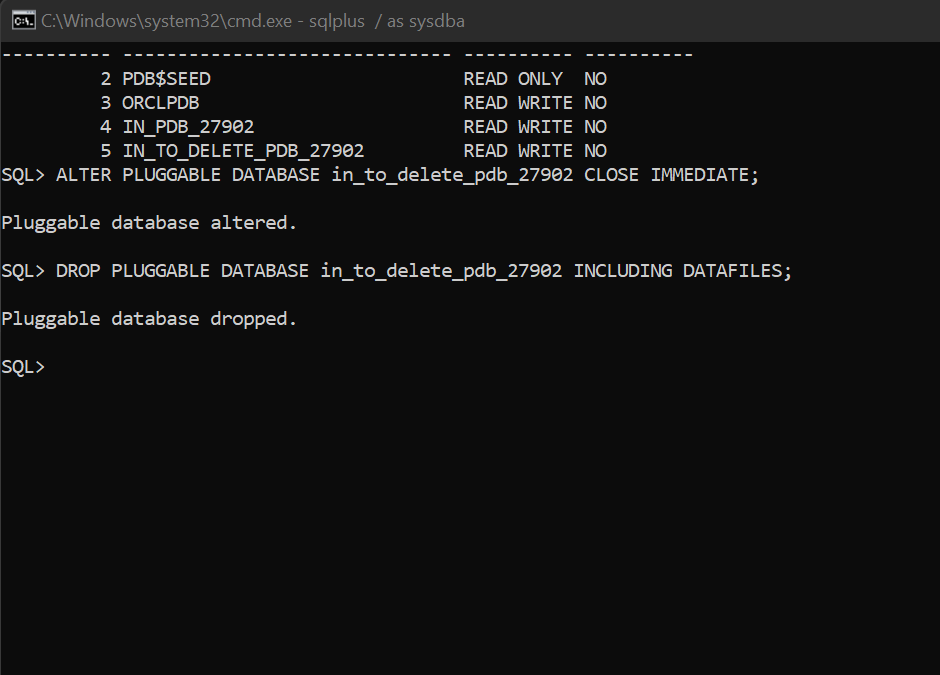 C:\Windows\system32\cmd.exe - sqlplus  / as sysdba
---------- ------------------------------ ---------- ----------
         2 PDB$SEED                       READ ONLY  NO
         3 ORCLPDB                        READ WRITE NO
         4 IN_PDB_27902                   READ WRITE NO
         5 IN_TO_DELETE_PDB_27902         READ WRITE NO
SQL> ALTER PLUGGABLE DATABASE in_to_delete_pdb_27902 CLOSE IMMEDIATE;
Pluggable database altered.
SQL> DROP PLUGGABLE DATABASE in_to_delete_pdb_27902 INCLUDING DATAFILES;
Pluggable database dropped.
SQL>